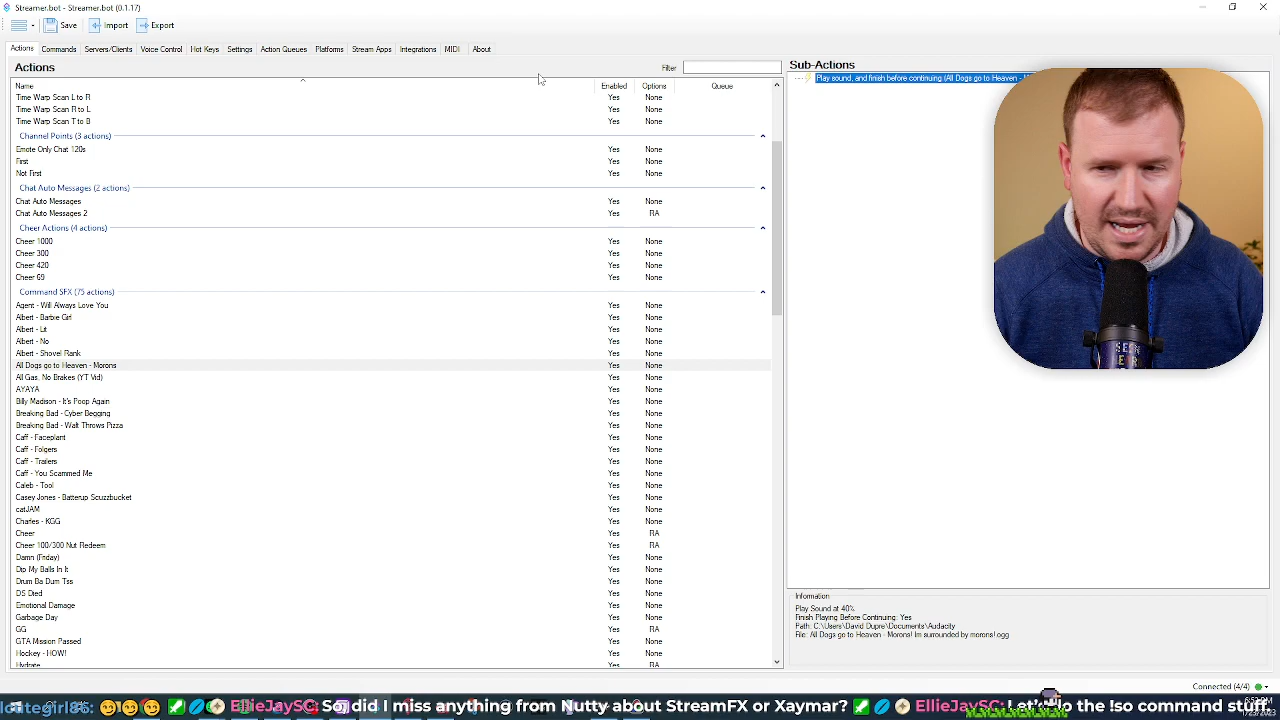 Streamer.bot - Streamer.bot (0.1.17)
Save Import Export
Actions Commands Servers/Clients Voice Control Hot Keys Settings Action Queues Platforms Stream Apps Integrations MIDI About
Actions Filter
Name Enabled Options Queue
Time Warp Scan L to R Yes None
Time Warp Scan R to L Yes None
Time Warp Scan T to B Yes None
Channel Points (3 actions)
Emote Only Chat 120s Yes None
First Yes None
Not First Yes None
Chat Auto Messages (2 actions)
Chat Auto Messages Yes None
Chat Auto Messages 2 Yes RA
Cheer Actions (4 actions)
Cheer 1000 Yes None
Cheer 300 Yes None
Cheer 420 Yes None
Cheer 69 Yes None
Command SFX (75 actions)
Agent - Will Always Love You Yes None
Albert - Barbie Girl Yes None
Albert - Lit Yes None
Albert - No Yes None
Albert - Shovel Rank Yes None
All Dogs go to Heaven - Morons Yes None
All Gas, No Brakes (YT Vid) Yes None
AYAYA Yes None
Billy Madison - It's Poop Again Yes None
Breaking Bad - Cyber Begging Yes None
Breaking Bad - Walt Throws Pizza Yes None
Caff - Faceplant Yes None
Caff - Folgers Yes None
Caff - Trailers Yes None
Caff - You Scammed Me Yes None
Caleb - Tool Yes None
Casey Jones - Batterup Scuzzbucket Yes None
catJAM Yes None
Charles - KGG Yes None
Cheer Yes RA
Cheer 100/300 Nut Redeem Yes RA
Damn (Friday) Yes None
Dip My Balls In It Yes None
Drum Ba Dum Tss Yes None
DS Died Yes None
Emotional Damage Yes None
Garbage Day Yes None
GG Yes RA
GTA Mission Passed Yes None
Hockey - HOW! Yes None
Hydrate Yes RA
Sub-Actions
Play sound, and finish before continuing (All Dogs go to Heaven -
Information
Play Sound at 40%
Finish Playing Before Continuing: Yes
Path: C:\Users\David Dupre\Documents\Audacity
File: All Dogs go to Heaven - Morons! Im surrounded by morons!.ogg
Connected (4/4)
EllieJaySC: So, did I miss anything from Nutty about StreamFX or Xaymar? EllieJaySC: Let's do the !so command stuff